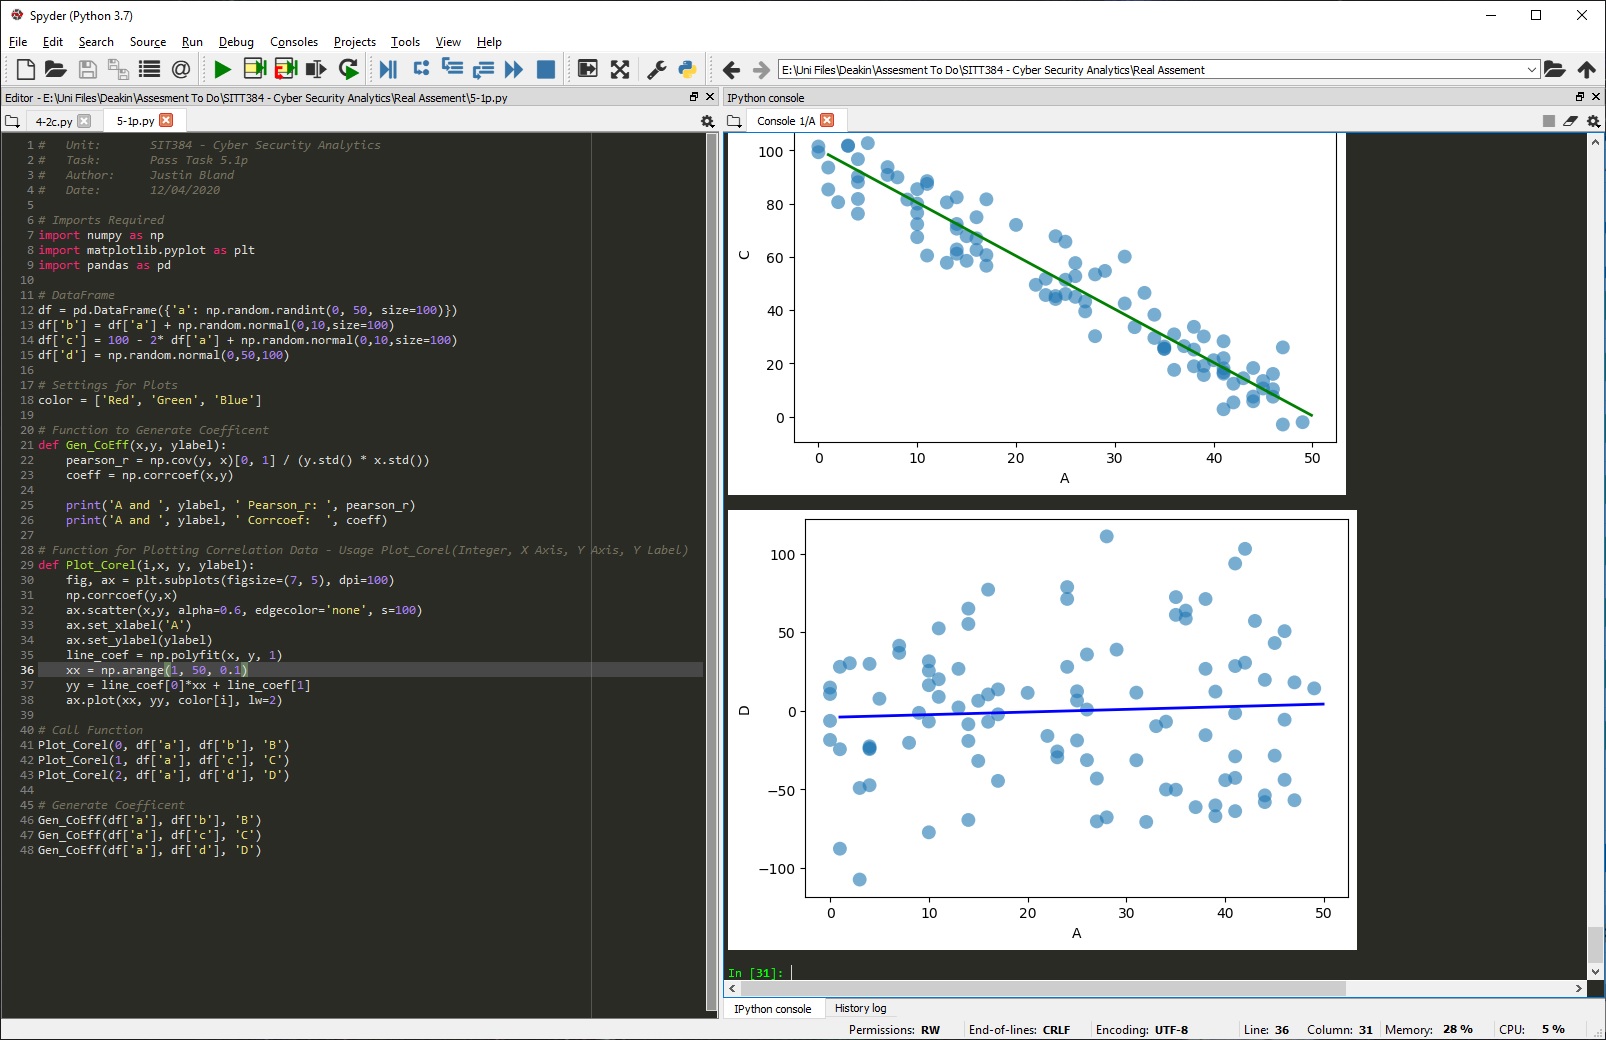 Spyder (Python 3.7)
File Edit Search Source Run Debug Consoles Projects Tools View Help
E:\Uni Files\Deakin\Assesment To Do\SITT384 - Cyber Security Analytics\Real Assement
Editor - E:\Uni Files\Deakin\Assesment To Do\SITT384 - Cyber Security Analytics\Real Assement\5-1p.py
4-2c.py 5-1p.py
1 # Unit: SIT384 - Cyber Security Analytics
2 # Task: Pass Task 5.1p
3 # Author: Justin Bland
4 # Date: 12/04/2020
5
6 # Imports Required
7 import numpy as np
8 import matplotlib.pyplot as plt
9 import pandas as pd
10
11 # DataFrame
12 df = pd.DataFrame({'a': np.random.randint(0, 50, size=100)})
13 df['b'] = df['a'] + np.random.normal(0,10,size=100)
14 df['c'] = 100 - 2* df['a'] + np.random.normal(0,10,size=100)
15 df['d'] = np.random.normal(0,50,100)
16
17 # Settings for Plots
18 color = ['Red', 'Green', 'Blue']
19
20 # Function to Generate Coefficent
21 def Gen_CoEff(x,y, ylabel):
22 pearson_r = np.cov(y, x)[0, 1] / (y.std() * x.std())
23 coeff = np.corrcoef(x,y)
24
25 print('A and ', ylabel, ' Pearson_r: ', pearson_r)
26 print('A and ', ylabel, ' Corrcoef:  ', coeff)
27
28 # Function for Plotting Correlation Data - Usage Plot_Corel(Integer, X Axis, Y Axis, Y Label)
29 def Plot_Corel(i,x, y, ylabel):
30 fig, ax = plt.subplots(figsize=(7, 5), dpi=100)
31 np.corrcoef(y,x)
32 ax.scatter(x,y, alpha=0.6, edgecolor='none', s=100)
33 ax.set_xlabel('A')
34 ax.set_ylabel(ylabel)
35 line_coef = np.polyfit(x, y, 1)
36 xx = np.arange(1, 50, 0.1)
37 yy = line_coef[0]*xx + line_coef[1]
38 ax.plot(xx, yy, color[i], lw=2)
39
40 # Call Function
41 Plot_Corel(0, df['a'], df['b'], 'B')
42 Plot_Corel(1, df['a'], df['c'], 'C')
43 Plot_Corel(2, df['a'], df['d'], 'D')
44
45 # Generate Coefficent
46 Gen_CoEff(df['a'], df['b'], 'B')
47 Gen_CoEff(df['a'], df['c'], 'C')
48 Gen_CoEff(df['a'], df['d'], 'D')
IPython console
Console 1/A
100
80
60
40
20
0
C
0 10 20 30 40 50
A
100
50
0
−50
−100
D
0 10 20 30 40 50
A
In [31]:
IPython console History log
Permissions: RW End-of-lines: CRLF Encoding: UTF-8 Line: 36 Column: 31 Memory: 28 % CPU: 5 %